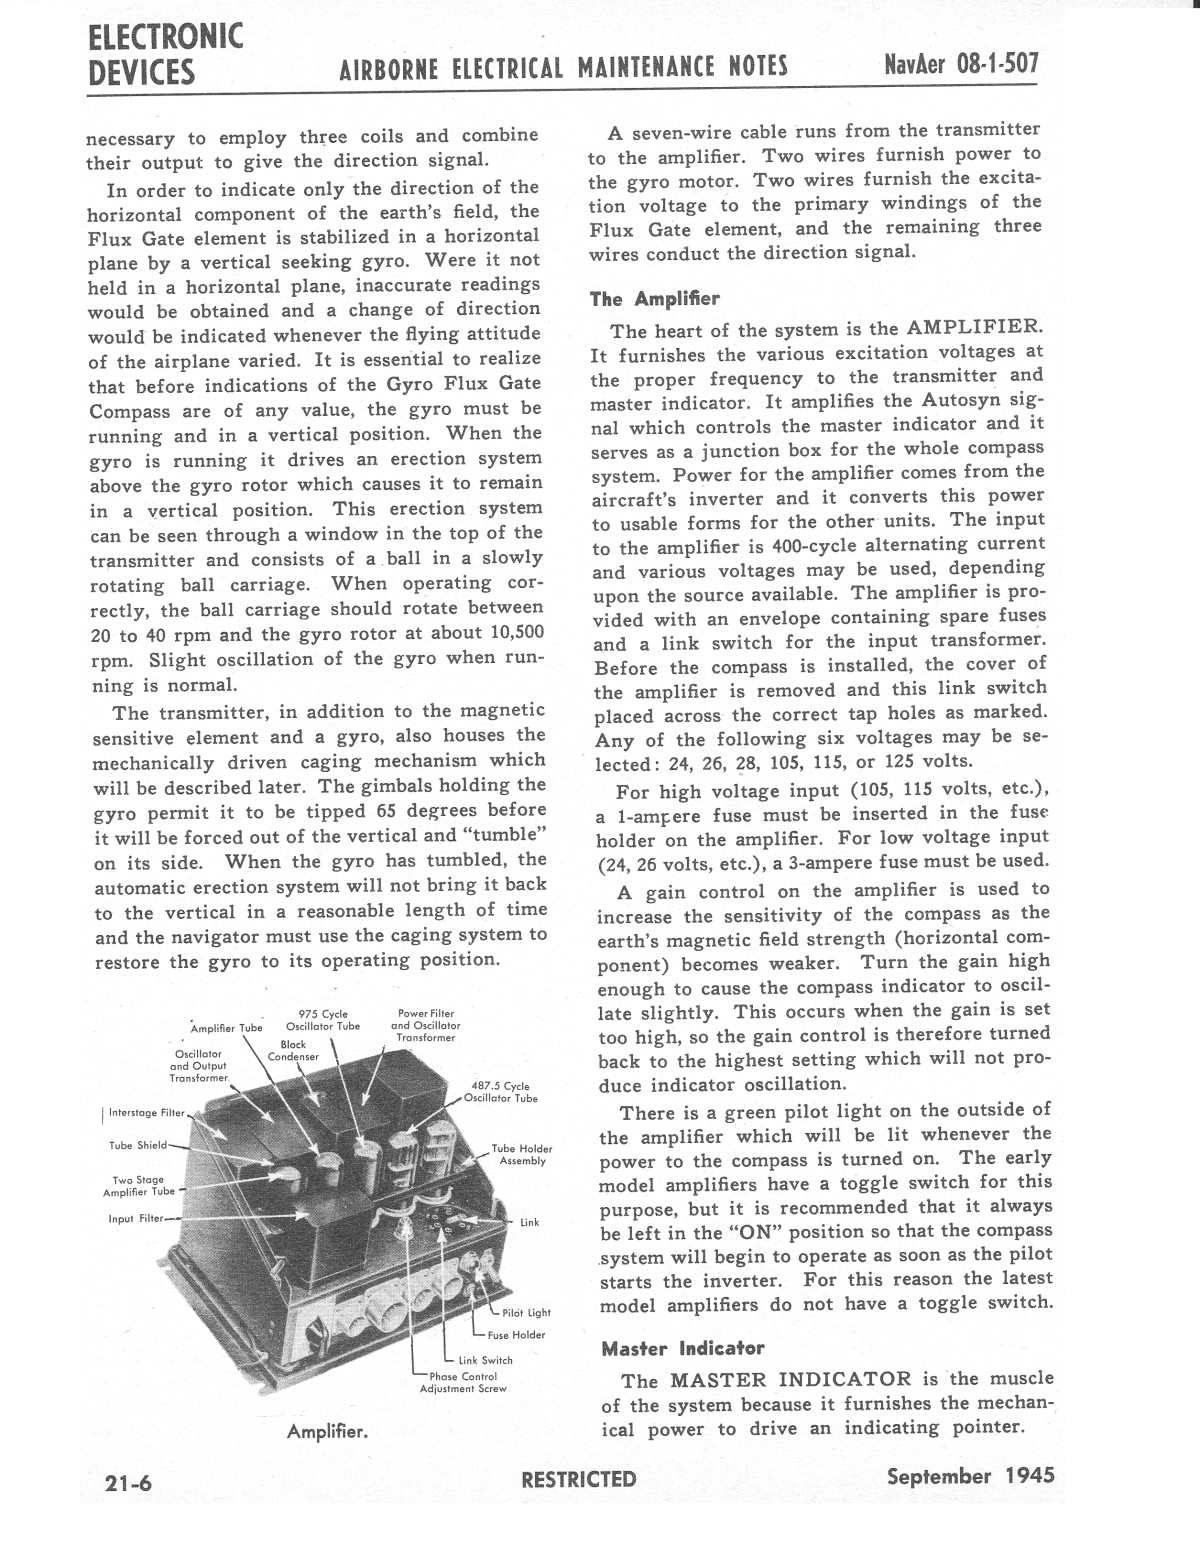 ELECTRONIC
DEVICES
AIRBORNE ELECTRICAL MAINTENANCE NOTES
NavAer 08-1-507
necessary to employ three coils and combine
their output to give the direction signal.
In order to indicate only the direction of the
horizontal component of the earth's field, the
Flux Gate element is stabilized in a horizontal
plane by a vertical seeking gyro. Were it not
held in a horizontal plane, inaccurate readings
would be obtained and a change of direction
would be indicated whenever the flying attitude
of the airplane varied. It is essential to realize
that before indications of the Gyro Flux Gate
Compass are of any value, the gyro must be
running and in a vertical position. When the
gyro is running it drives an erection system
above the gyro rotor which causes it to remain
in a vertical position. This erection system
can be seen through a window in the top of the
transmitter and consists of a ball in a slowly
rotating ball carriage. When operating cor-
rectly, the ball carriage should rotate between
20 to 40 rpm and the gyro rotor at about 10,500
rpm. Slight oscillation of the gyro when run-
ning is normal.
The transmitter, in addition to the magnetic
sensitive element and a gyro, also houses the
mechanically driven caging mechanism which
will be described later. The gimbals holding the
gyro permit it to be tipped 65 degrees before
it will be forced out of the vertical and "tumble"
on its side. When the gyro has tumbled, the
automatic erection system will not bring it back
to the vertical in a reasonable length of time
and the navigator must use the caging system to
restore the gyro to its operating position.
Amplifier Tube
975 Cycle
Oscillator Tube
Power Filter
and Oscillator
Transformer
Block
Condenser
Oscillator
and Output
Transformer
487.5 Cycle
Oscillator Tube
Interstage Filter
Tube Shield
Tube Holder
Assembly
Two Stage
Amplifier Tube
Input Filter
Link
Pilot Light
Fuse Holder
Link Switch
Phase Control
Adjustment Screw
Amplifier.
A seven-wire cable runs from the transmitter
to the amplifier. Two wires furnish power to
the gyro motor. Two wires furnish the excita-
tion voltage to the primary windings of the
Flux Gate element, and the remaining three
wires conduct the direction signal.
The Amplifier
The heart of the system is the AMPLIFIER.
It furnishes the various excitation voltages at
the proper frequency to the transmitter and
master indicator. It amplifies the Autosyn sig-
nal which controls the master indicator and it
serves as a junction box for the whole compass
system. Power for the amplifier comes from the
aircraft's inverter and it converts this power
to usable forms for the other units. The input
to the amplifier is 400-cycle alternating current
and various voltages may be used, depending
upon the source available. The amplifier is pro-
vided with an envelope containing spare fuses
and a link switch for the input transformer.
Before the compass is installed, the cover of
the amplifier is removed and this link switch
placed across the correct tap holes as marked.
Any of the following six voltages may be se-
lected: 24, 26, 28, 105, 115, or 125 volts.
For high voltage input (105, 115 volts, etc.),
a 1-ampere fuse must be inserted in the fuse
holder on the amplifier. For low voltage input
(24, 26 volts, etc.), a 3-ampere fuse must be used.
A gain control on the amplifier is used to
increase the sensitivity of the compass as the
earth's magnetic field strength (horizontal com-
ponent) becomes weaker. Turn the gain high
enough to cause the compass indicator to oscil-
late slightly. This occurs when the gain is set
too high, so the gain control is therefore turned
back to the highest setting which will not pro-
duce indicator oscillation.
There is a green pilot light on the outside of
the amplifier which will be lit whenever the
power to the compass is turned on. The early
model amplifiers have a toggle switch for this
purpose, but it is recommended that it always
be left in the "ON" position so that the compass
system will begin to operate as soon as the pilot
starts the inverter. For this reason the latest
model amplifiers do not have a toggle switch.
Master Indicator
The MASTER INDICATOR is the muscle
of the system because it furnishes the mechan-
ical power to drive an indicating pointer.
21-6
RESTRICTED
September 1945